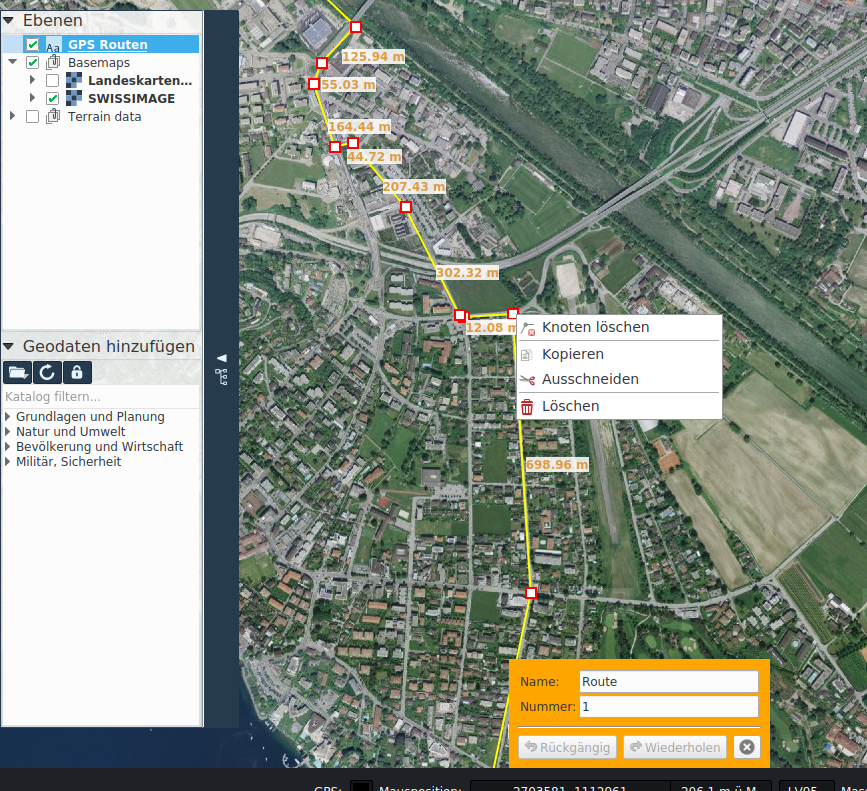 Ebenen
GPS Routen
Basemaps
Landeskarten...
SWISSIMAGE
Terrain data
Geodaten hinzufügen
Katalog filtern...
Grundlagen und Planung
Natur und Umwelt
Bevölkerung und Wirtschaft
Militär, Sicherheit
125.94 m
55.03 m
164.44 m
44.72 m
207.43 m
302.32 m
12.08 m
Knoten löschen
Kopieren
Ausschneiden
Löschen
698.96 m
Name: Route
Nummer: 1
Rückgängig Wiederholen
GPS: Mausposition: 2703581, 1112961 206.1 m ü.M. LV95